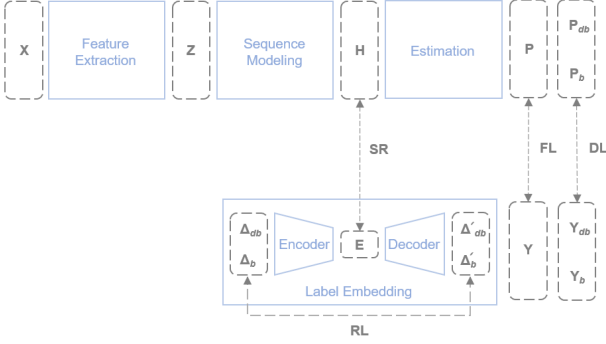 X
Feature
Extraction
Z
Sequence
Modeling
H
Estimation
P
P_db
P_b
SR
FL
DL
Δ_db
Δ_b
Encoder
E
Decoder
Δ´_db
Δ´_b
Label Embedding
Y
Y_db
Y_b
RL